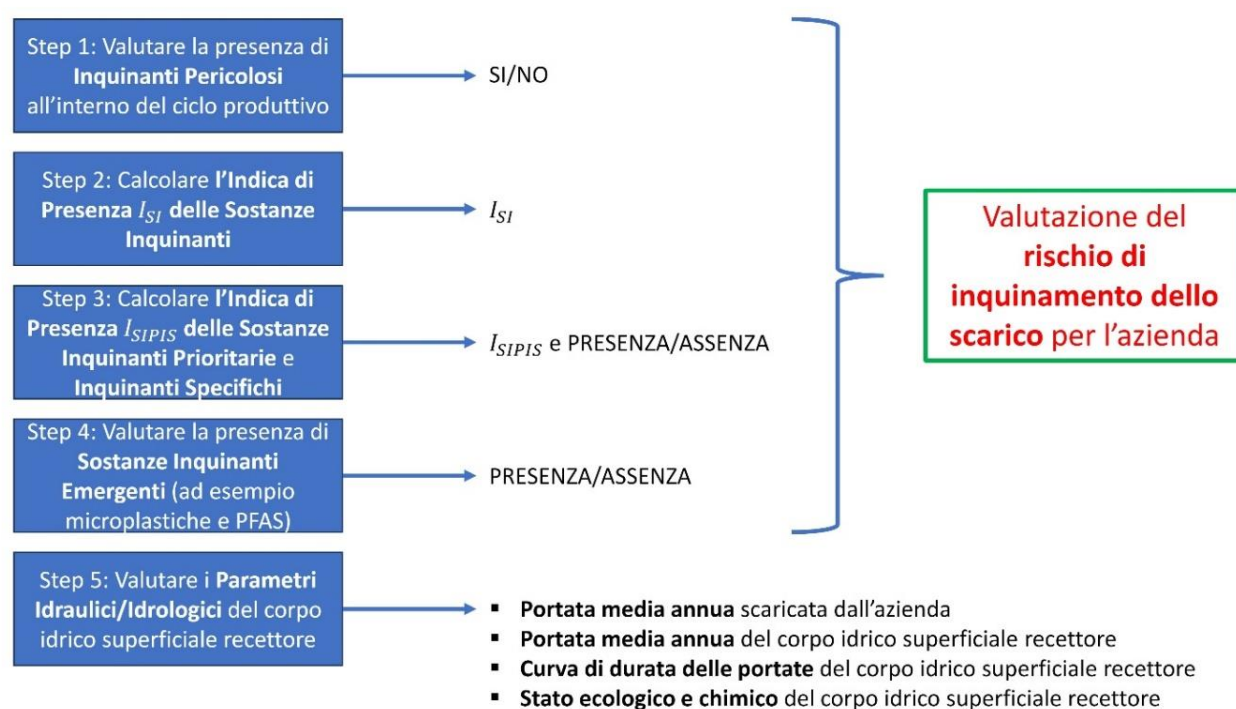 Step 1: Valutare la presenza di
Inquinanti Pericolosi
all'interno del ciclo produttivo
SI/NO
Step 2: Calcolare l'Indica di
Presenza I_SI delle Sostanze
Inquinanti
I_SI
Step 3: Calcolare l'Indica di
Presenza I_SIPIS delle Sostanze
Inquinanti Prioritarie e
Inquinanti Specifichi
I_SIPIS e PRESENZA/ASSENZA
Step 4: Valutare la presenza di
Sostanze Inquinanti
Emergenti (ad esempio
microplastiche e PFAS)
PRESENZA/ASSENZA
Valutazione del
rischio di
inquinamento dello
scarico per l'azienda
Step 5: Valutare i Parametri
Idraulici/Idrologici del corpo
idrico superficiale recettore
▪ Portata media annua scaricata dall'azienda
▪ Portata media annua del corpo idrico superficiale recettore
▪ Curva di durata delle portate del corpo idrico superficiale recettore
▪ Stato ecologico e chimico del corpo idrico superficiale recettore